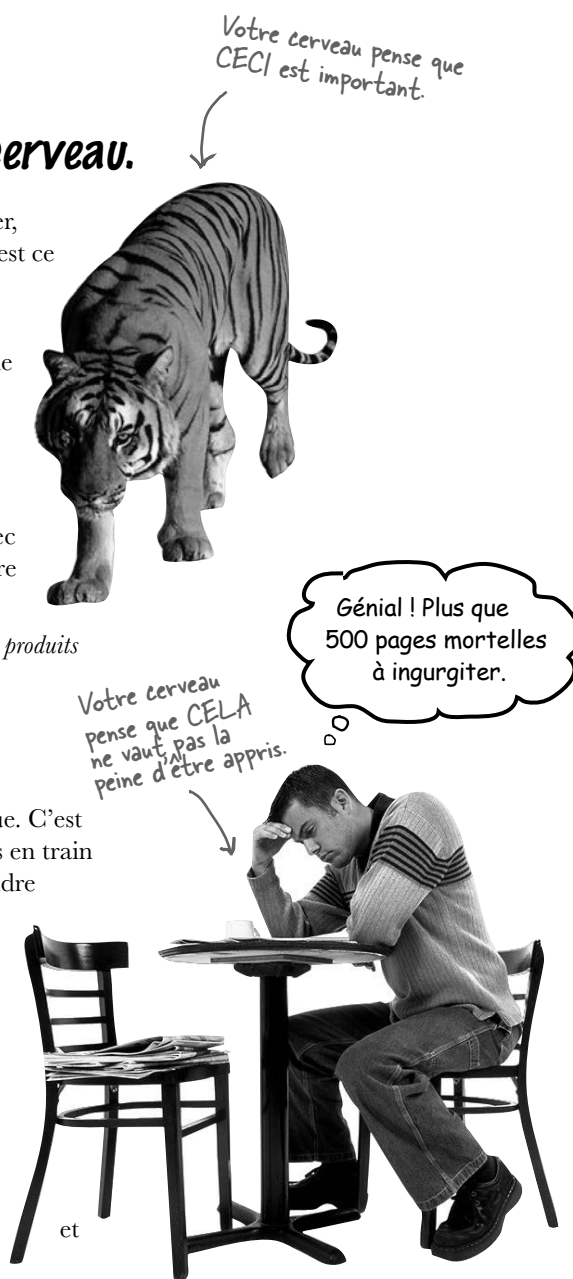 Votre cerveau pense que
CECI est important.
cerveau.
er,
est ce
e
ec
re
produits
Génial ! Plus que
500 pages mortelles
à ingurgiter.
Votre cerveau
pense que CELA
ne vaut pas la
peine d'être appris.
ue. C'est
s en train
dre
et